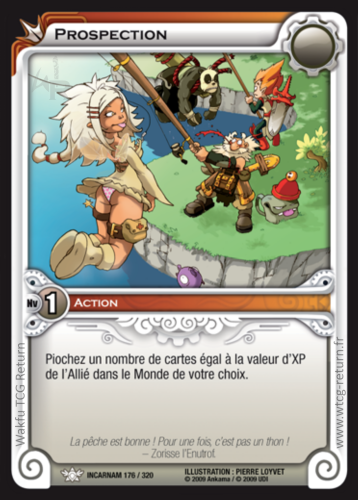 PROSPECTION
Nv 1 ACTION
Piochez un nombre de cartes égal à la valeur d'XP
de l'Allié dans le Monde de votre choix.
La pêche est bonne ! Pour une fois, c'est pas un thon !
– Zorisse l'Enutrof.
INCARNAM 176 / 320
ILLUSTRATION : PIERRE LOYVET
© 2009 Ankama / © 2009 UDI
Wakfu TCG Return
www.wtcg-return.fr